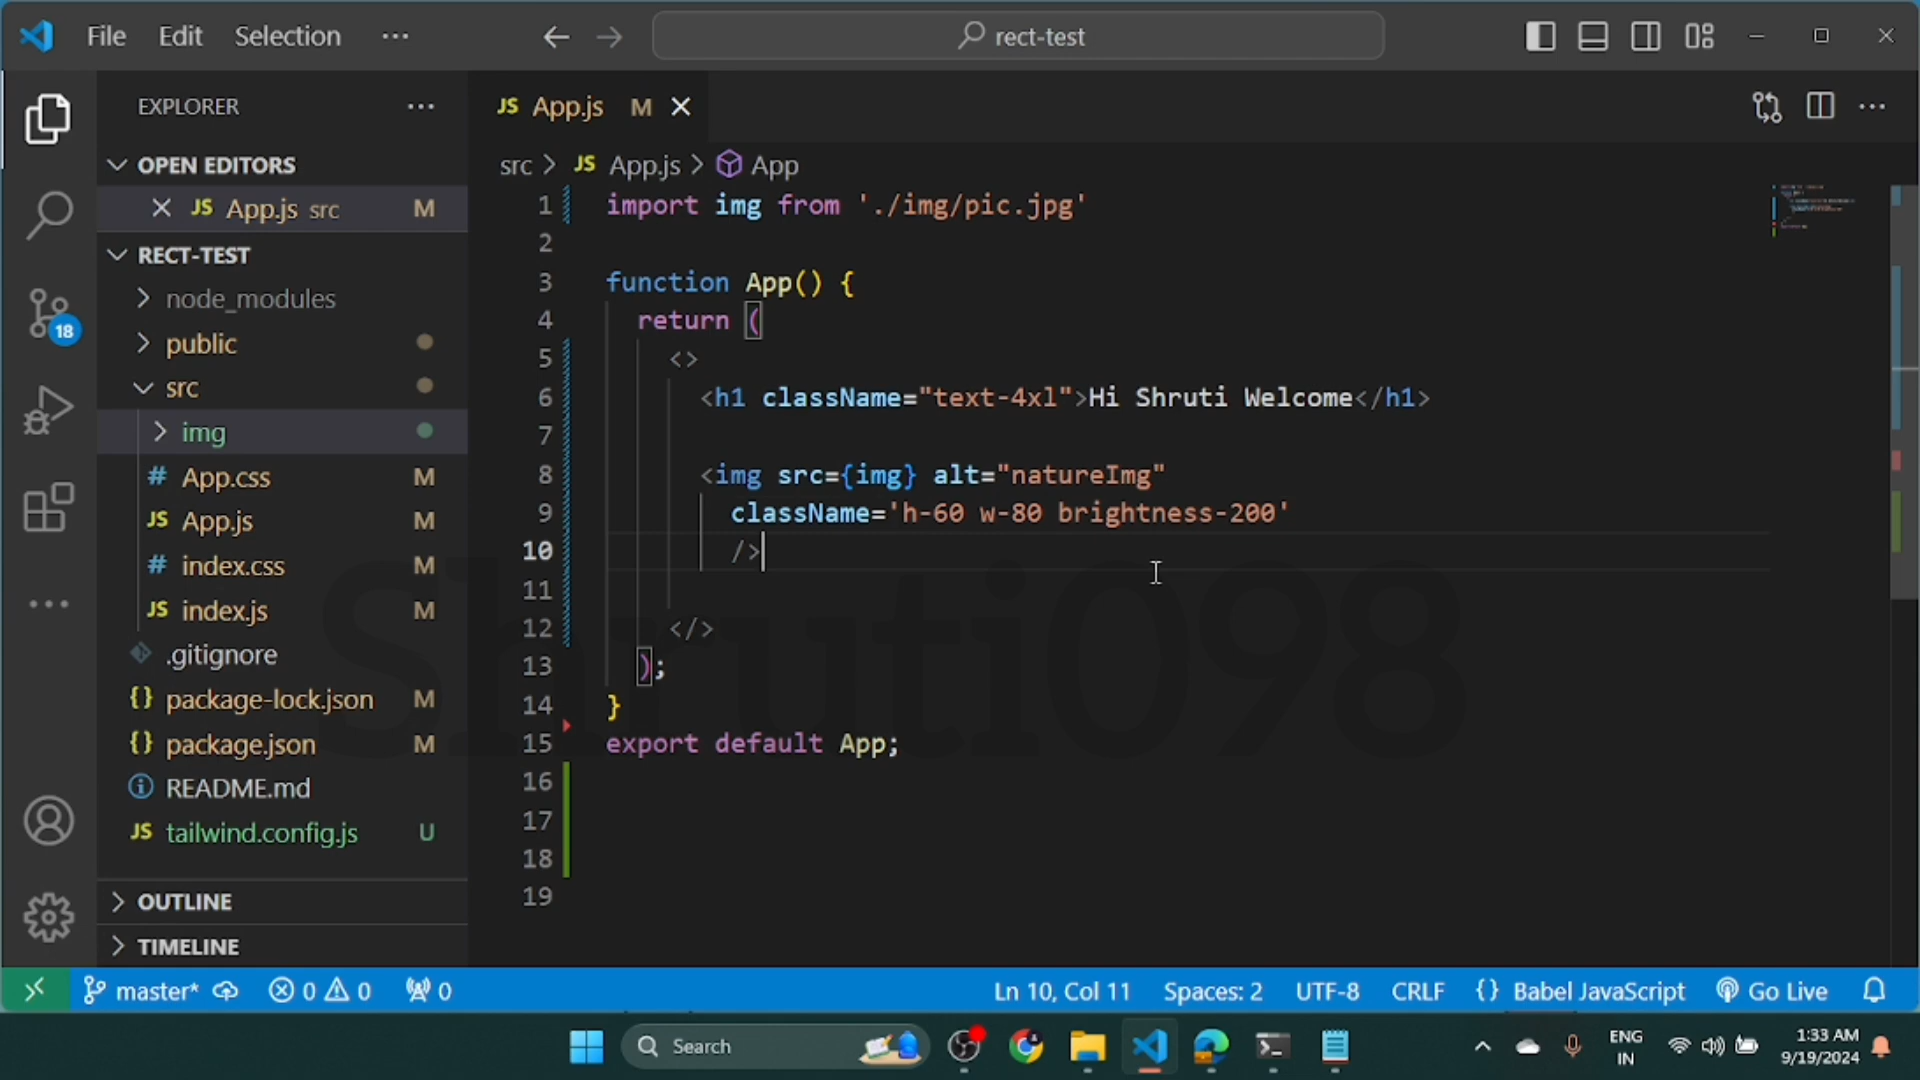 File Edit Selection ··· rect-test
EXPLORER ···
OPEN EDITORS
App.js src M
RECT-TEST
node_modules
public
src
img
# App.css M
JS App.js M
# index.css M
JS index.js M
.gitignore
{} package-lock.json M
{} package.json M
README.md
JS tailwind.config.js U
OUTLINE
TIMELINE
18
JS App.js M
src > JS App.js > App
1 import img from './img/pic.jpg'
2
3 function App() {
4 return (
5 <>
6 <h1 className="text-4xl">Hi Shruti Welcome</h1>
7
8 <img src={img} alt="natureImg"
9 className='h-60 w-80 brightness-200'
10 />
11
12 </>
13 );
14 }
15 export default App;
16
17
18
19
Shruti098
master* 0 0 0 Ln 10, Col 11 Spaces: 2 UTF-8 CRLF {} Babel JavaScript Go Live
Search ENG 1:33 AM
IN 9/19/2024